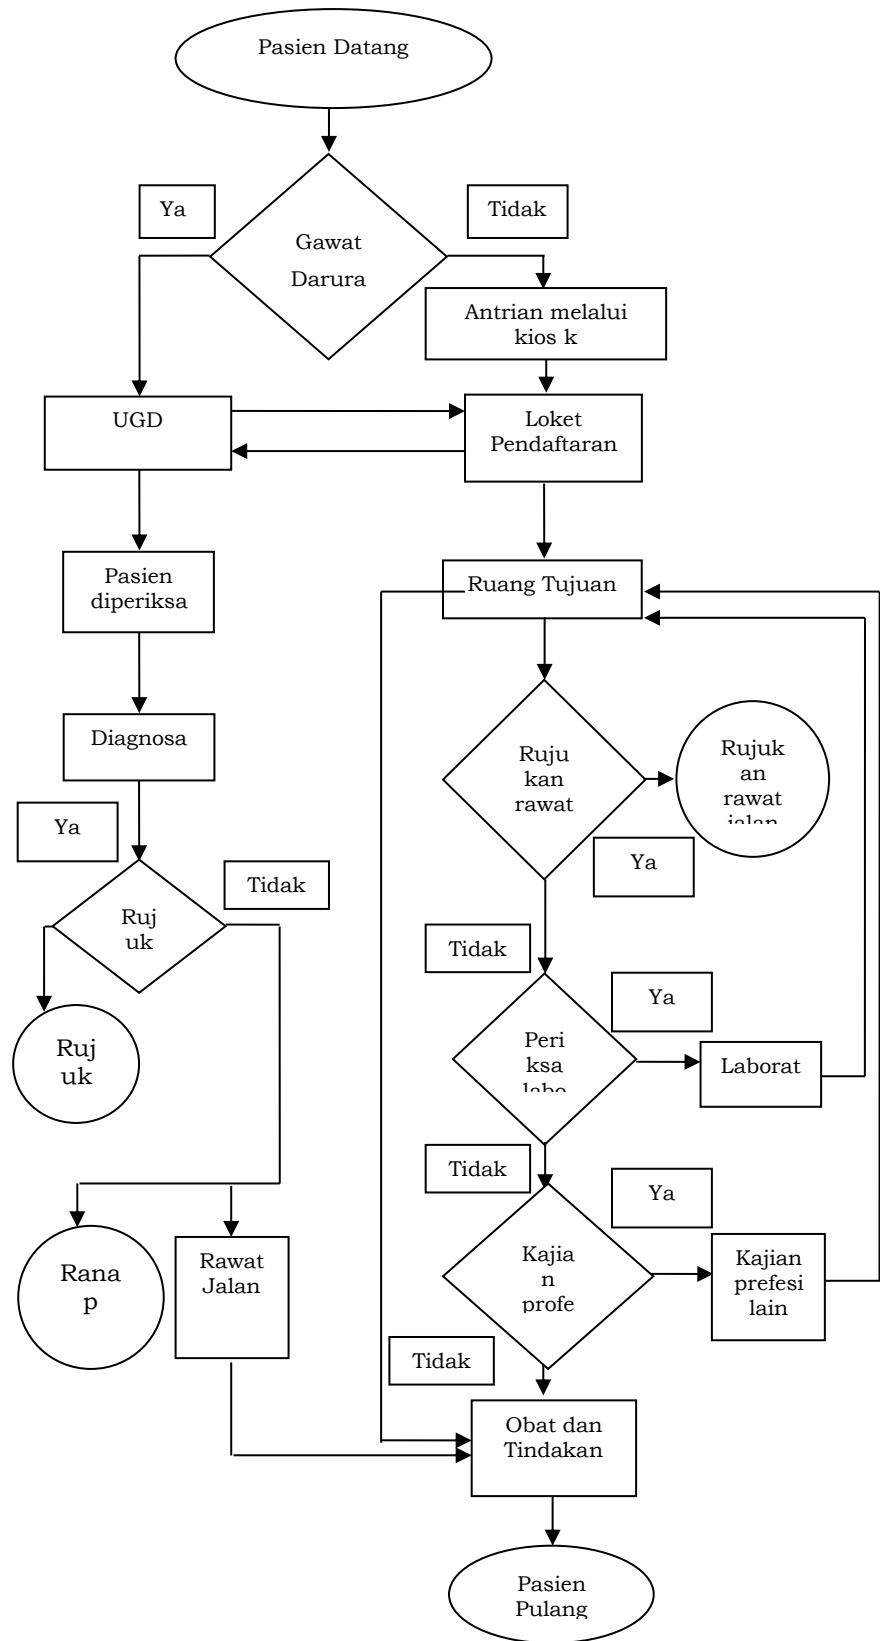 Pasien Datang
Ya
Tidak
Gawat
Darura
Antrian melalui
kios k
UGD
Loket
Pendaftaran
Pasien
diperiksa
Ruang Tujuan
Diagnosa
Ruju
kan
rawat
Rujuk
an
rawat
jalan
Ya
Ya
Tidak
Ruj
uk
Tidak
Ya
Ruj
uk
Peri
ksa
labo
Laborat
Tidak
Ya
Rana
p
Rawat
Jalan
Kajia
n
profe
Kajian
prefesi
lain
Tidak
Obat dan
Tindakan
Pasien
Pulang